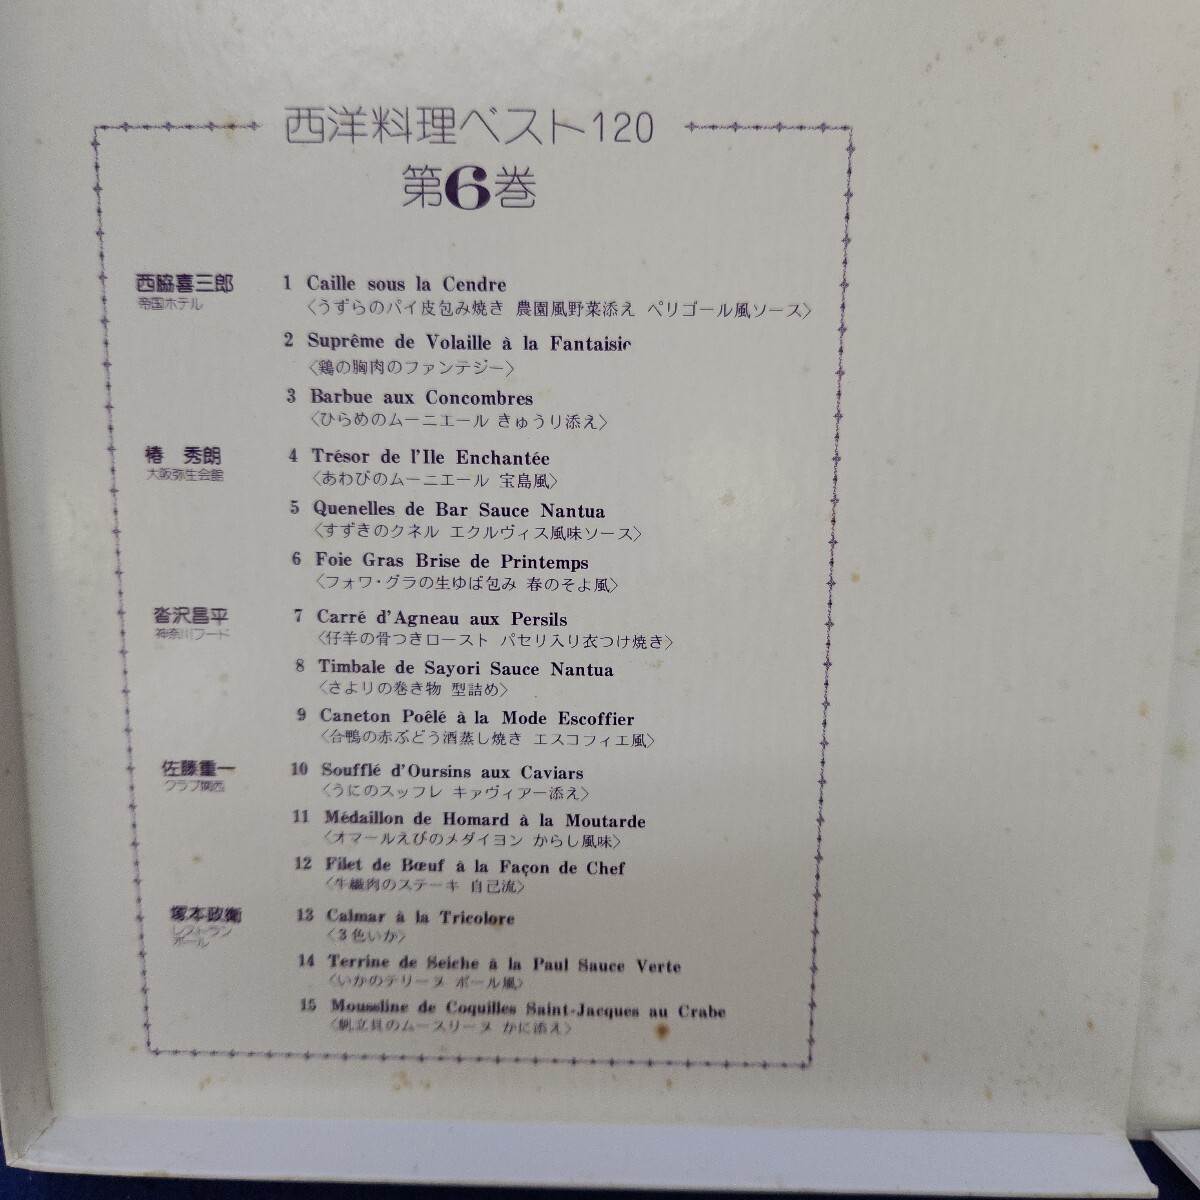 西洋料理ベスト120
第6巻
西脇喜三郎
帝国ホテル
1 Caille sous la Cendre
〈うずらのパイ皮包み焼き 農園風野菜添え ペリゴール風ソース〉
2 Suprême de Volaille à la Fantaisie
〈鶏の胸肉のファンテジー〉
3 Barbue aux Concombres
〈ひらめのムーニエール きゅうり添え〉
椿 秀朗
大阪弥生会館
4 Trésor de l'Ile Enchantée
〈あわびのムーニエール 宝島風〉
5 Quenelles de Bar Sauce Nantua
〈すずきのクネル エクルヴィス風味ソース〉
6 Foie Gras Brise de Printemps
〈フォワ・グラの生ゆば包み 春のそよ風〉
沓沢昌平
神奈川フード
7 Carré d'Agneau aux Persils
〈仔羊の骨つきロースト パセリ入り衣つけ焼き〉
8 Timbale de Sayori Sauce Nantua
〈さよりの巻き物 型詰め〉
9 Caneton Poêlé à la Mode Escoffier
〈合鴨の赤ぶどう酒蒸し焼き エスコフィエ風〉
佐藤重一
クラブ関西
10 Soufflé d'Oursins aux Caviars
〈うにのスッフレ キァヴィアー添え〉
11 Médaillon de Homard à la Moutarde
〈オマールえびのメダイヨン からし風味〉
12 Filet de Bœuf à la Façon de Chef
〈牛繊肉のステーキ 自己流〉
塚本政衛
レストラン
ポール
13 Calmar à la Tricolore
〈3色いか〉
14 Terrine de Seiche à la Paul Sauce Verte
〈いかのテリーヌ ポール風〉
15 Mousseline de Coquilles Saint-Jacques au Crabe
〈帆立貝のムースリーヌ かに添え〉